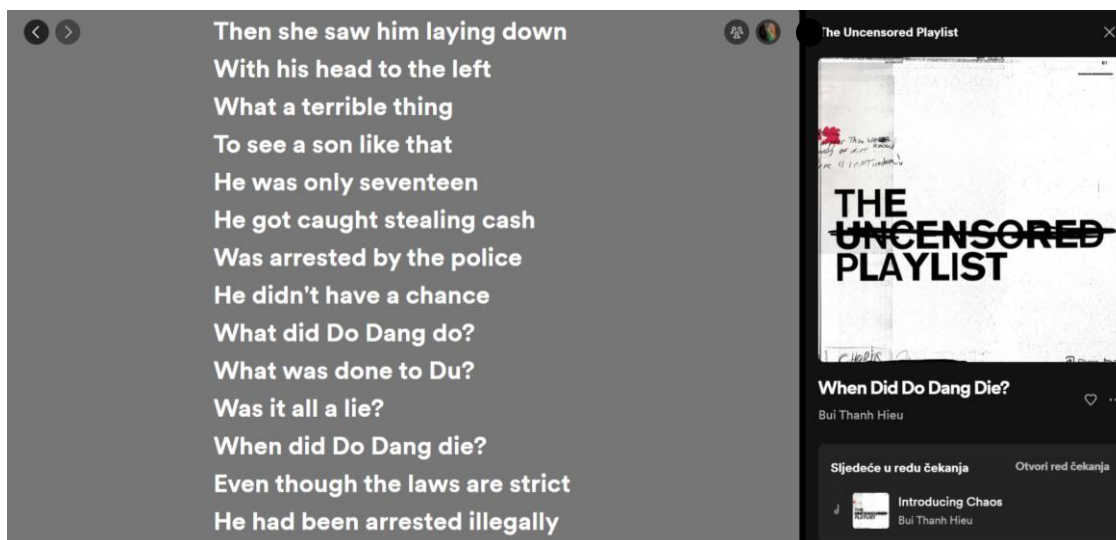 Then she saw him laying down
With his head to the left
What a terrible thing
To see a son like that
He was only seventeen
He got caught stealing cash
Was arrested by the police
He didn't have a chance
What did Do Dang do?
What was done to Du?
Was it all a lie?
When did Do Dang die?
Even though the laws are strict
He had been arrested illegally
The Uncensored Playlist
THE
UNCENSORED
PLAYLIST
When Did Do Dang Die?
Bui Thanh Hieu
Sljedeće u redu čekanja
Otvori red čekanja
Introducing Chaos
Bui Thanh Hieu